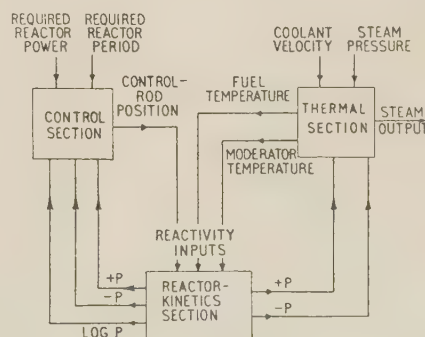 REQUIRED
REACTOR
POWER
REQUIRED
REACTOR
PERIOD
COOLANT
VELOCITY
STEAM
PRESSURE
CONTROL-
ROD
POSITION
FUEL
TEMPERATURE
CONTROL
SECTION
THERMAL
SECTION
STEAM
OUTPUT
MODERATOR
TEMPERATURE
REACTIVITY
INPUTS
+P
-P
LOG P
REACTOR-
KINETICS
SECTION
+P
-P